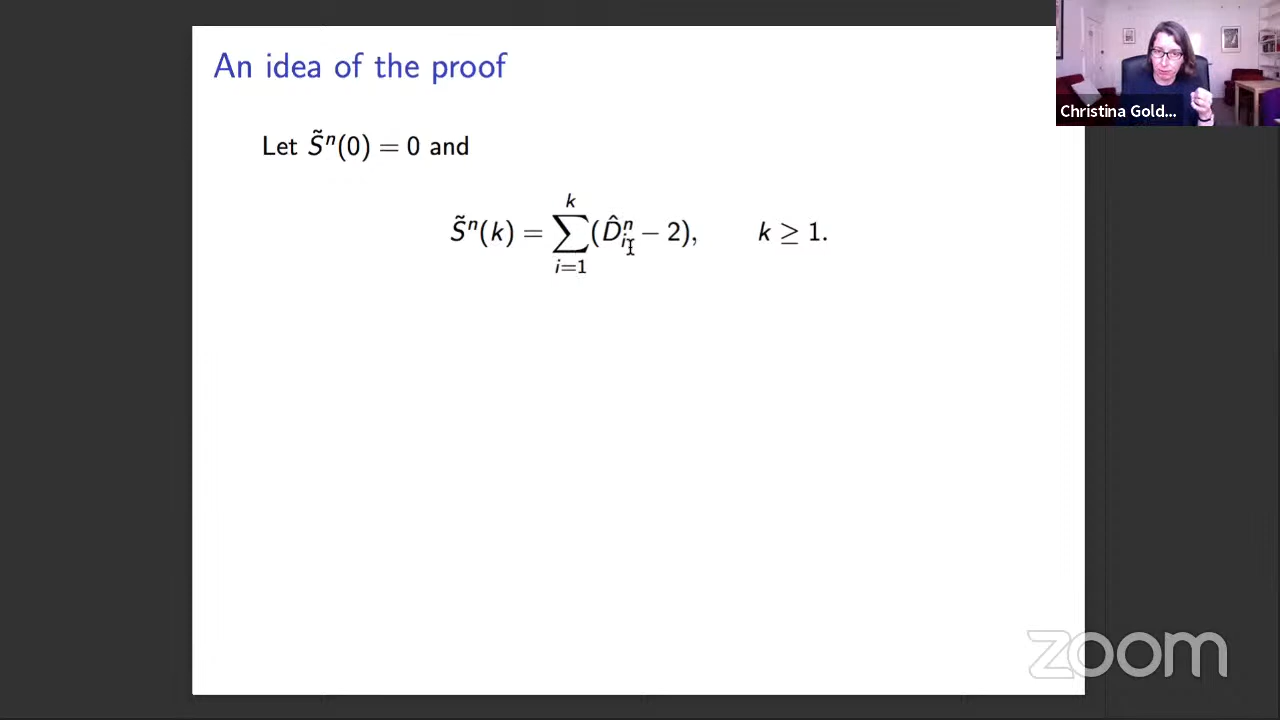 An idea of the proof
Christina Gold...
Let S̃ⁿ(0) = 0 and
S̃ⁿ(k) = ∑_{i=1}^{k} (D̂ᵢⁿ − 2), k ≥ 1.
zoom